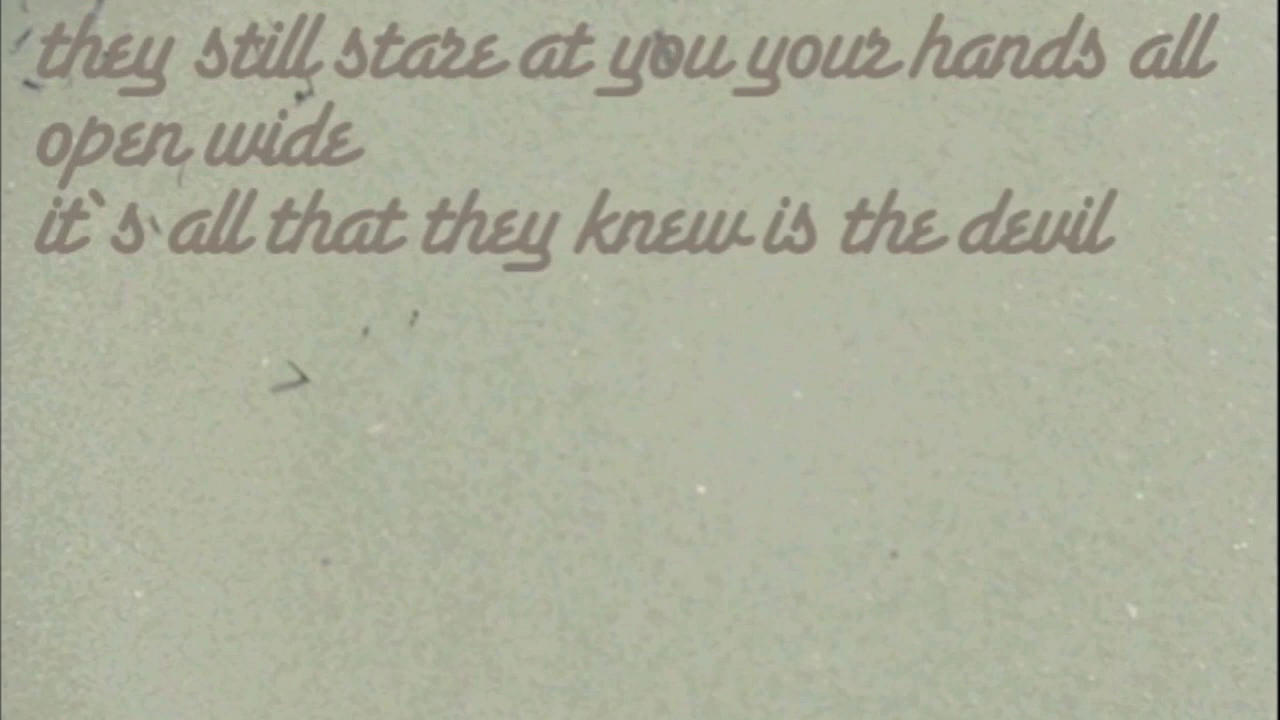 they still stare at you your hands all
open wide
it`s all that they knew is the devil